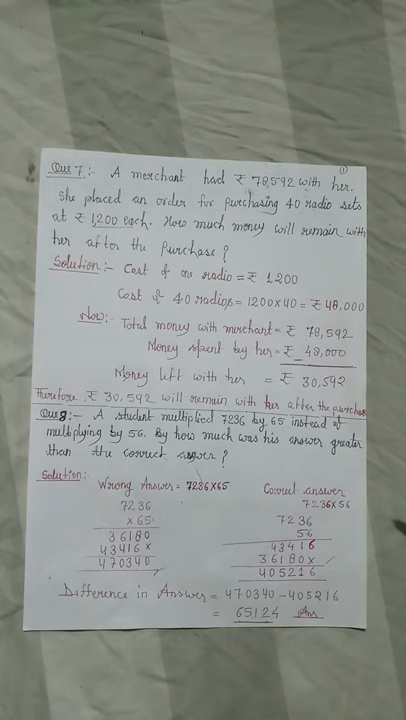 ①
Que 7:- A merchant had ₹ 78,592 with her.
She placed an order for purchasing 40 radio sets
at ₹ 1,200 each. How much money will remain with
her after the purchase?
Solution:- Cost of one radio = ₹ 1,200
Cost of 40 radios = 1200 × 40 = ₹ 48,000
Now:- Total money with merchant = ₹ 78,592
Money spent by her = ₹ - 48,000
Money left with her = ₹ 30,592
Therefore, ₹ 30,592 will remain with her after the purchase
Que 8:- A student multiplied 7236 by 65 instead of
multiplying by 56. By how much was his answer greater
than the correct answer?
Solution:-
Wrong Answer = 7236×65
7236
×65
36180
43416×
470340
Correct answer
7236×56
7236
56
43416
36180×
405216
Difference in Answer = 470340 - 405216
= 65124 Ans